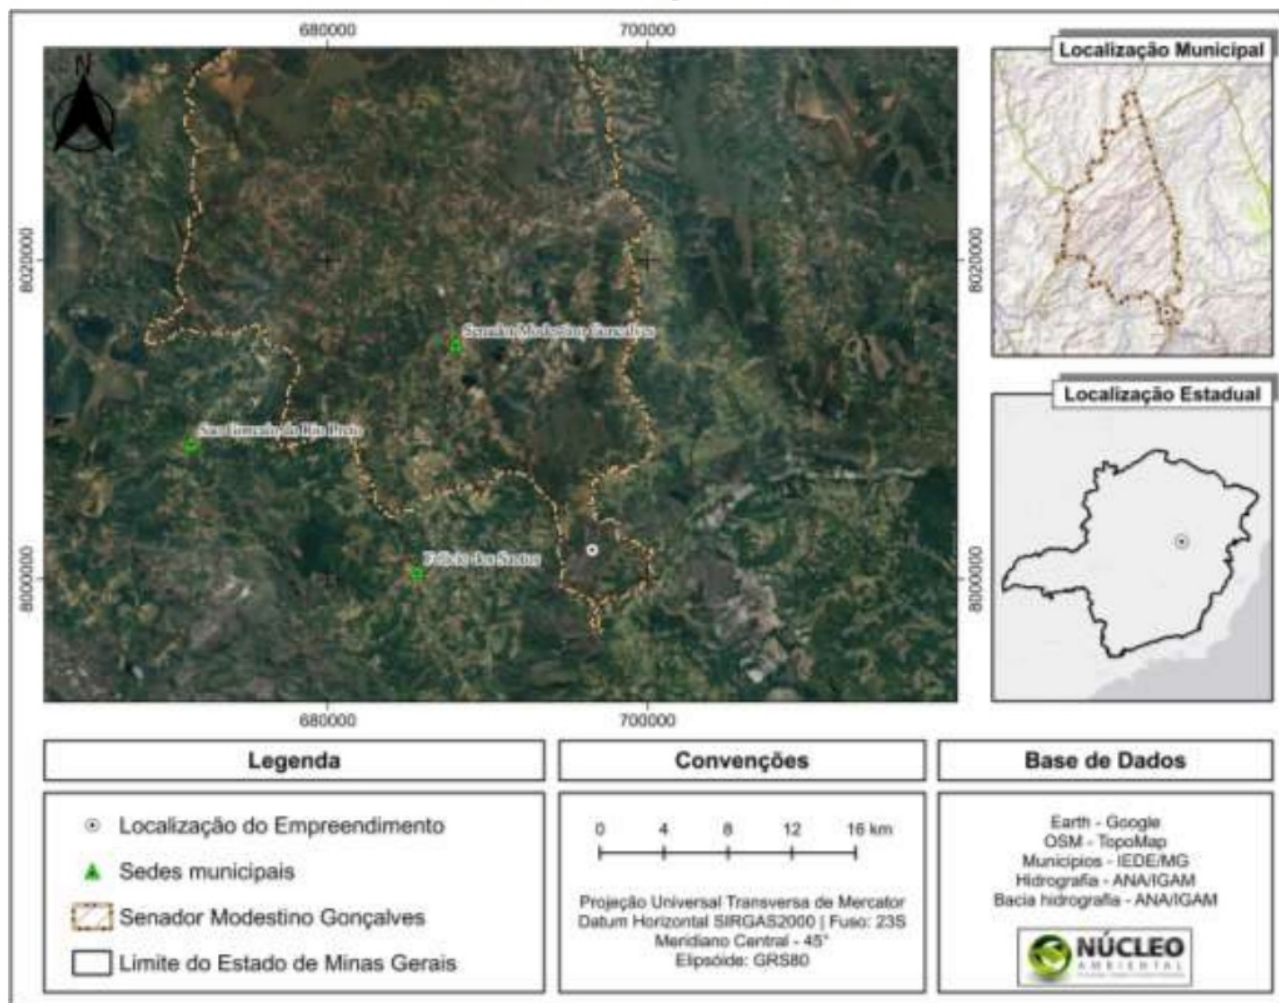 680000
700000
Localização Municipal
N
8020000
8020000
Senador Modestino Gonçalves
São Gonçalo do Rio Preto
Localização Estadual
Felício dos Santos
8000000
8000000
680000
700000
Legenda
Convenções
Base de Dados
Localização do Empreendimento
Sedes municipais
Senador Modestino Gonçalves
Limite do Estado de Minas Gerais
0 4 8 12 16 km
Projeção Universal Transversa de Mercator
Datum Horizontal SIRGAS2000 | Fuso: 23S
Meridiano Central - 45°
Elipsóide: GRS80
Earth - Google
OSM - TopoMap
Municípios - IEDE/MG
Hidrografia - ANA/IGAM
Bacia hidrografia - ANA/IGAM
NÚCLEO
AMBIENTAL